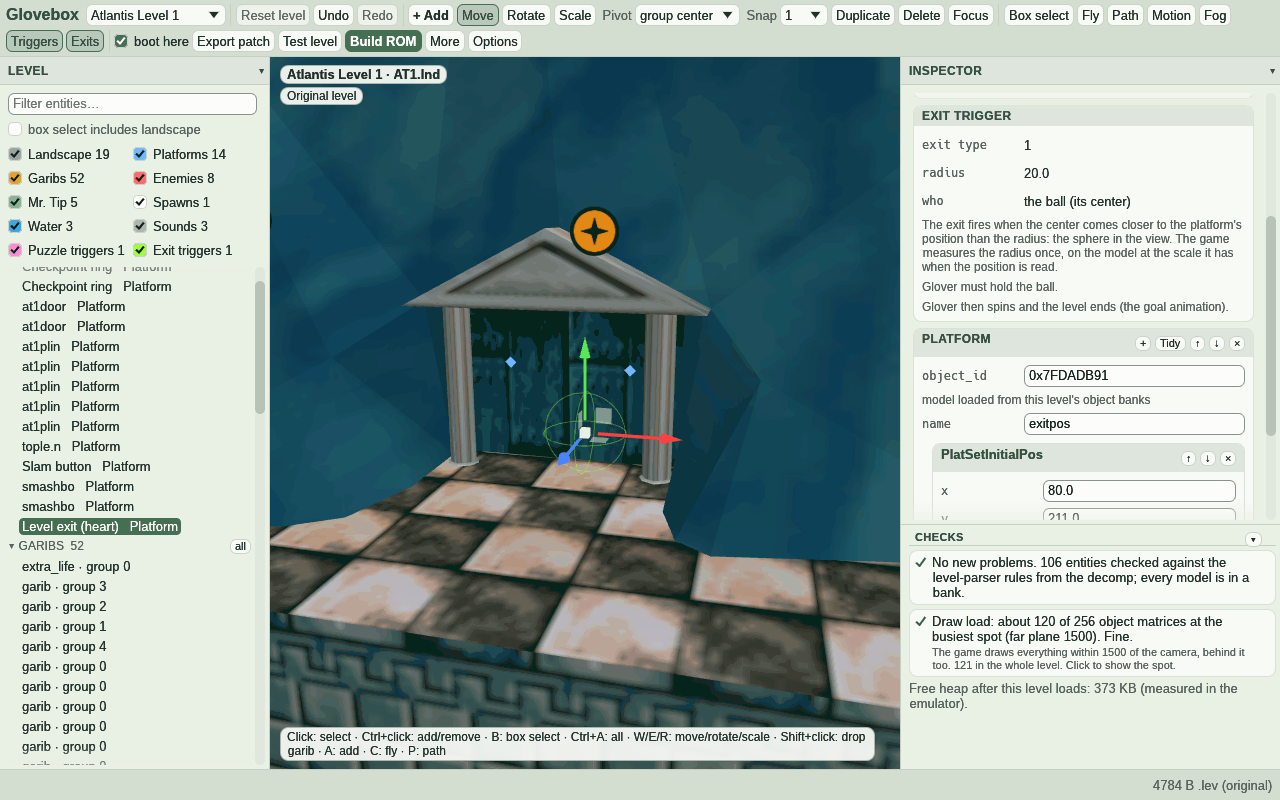 Glovebox Atlantis Level 1 Reset level Undo Redo + Add Move Rotate Scale Pivot group center Snap 1 Duplicate Delete Focus Box select Fly Path Motion Fog
Triggers Exits boot here Export patch Test level Build ROM More Options
LEVEL
Filter entities…
box select includes landscape
Landscape 19 Platforms 14
Garibs 52 Enemies 8
Mr. Tip 5 Spawns 1
Water 3 Sounds 3
Puzzle triggers 1 Exit triggers 1
Checkpoint ring Platform
Checkpoint ring Platform
at1door Platform
at1door Platform
at1plin Platform
at1plin Platform
at1plin Platform
at1plin Platform
at1plin Platform
tople.n Platform
Slam button Platform
smashbo Platform
smashbo Platform
Level exit (heart) Platform
GARIBS 52 all
extra_life · group 0
garib · group 3
garib · group 2
garib · group 1
garib · group 4
garib · group 0
garib · group 0
garib · group 0
garib · group 0
garib · group 0
garib · group 0
Atlantis Level 1 · AT1.lnd
Original level
Click: select · Ctrl+click: add/remove · B: box select · Ctrl+A: all · W/E/R: move/rotate/scale · Shift+click: drop
garib · A: add · C: fly · P: path
INSPECTOR
EXIT TRIGGER
exit type 1
radius 20.0
who the ball (its center)
The exit fires when the center comes closer to the platform's
position than the radius: the sphere in the view. The game
measures the radius once, on the model at the scale it has
when the position is read.
Glover must hold the ball.
Glover then spins and the level ends (the goal animation).
PLATFORM + Tidy ↑ ↓ ×
object_id 0x7FDADB91
model loaded from this level's object banks
name exitpos
PlatSetInitialPos ↑ ↓ ×
x 80.0
y 211.0
CHECKS
No new problems. 106 entities checked against the
level-parser rules from the decomp; every model is in a
bank.
Draw load: about 120 of 256 object matrices at the
busiest spot (far plane 1500). Fine.
The game draws everything within 1500 of the camera, behind it
too. 121 in the whole level. Click to show the spot.
Free heap after this level loads: 373 KB (measured in the
emulator).
4784 B .lev (original)